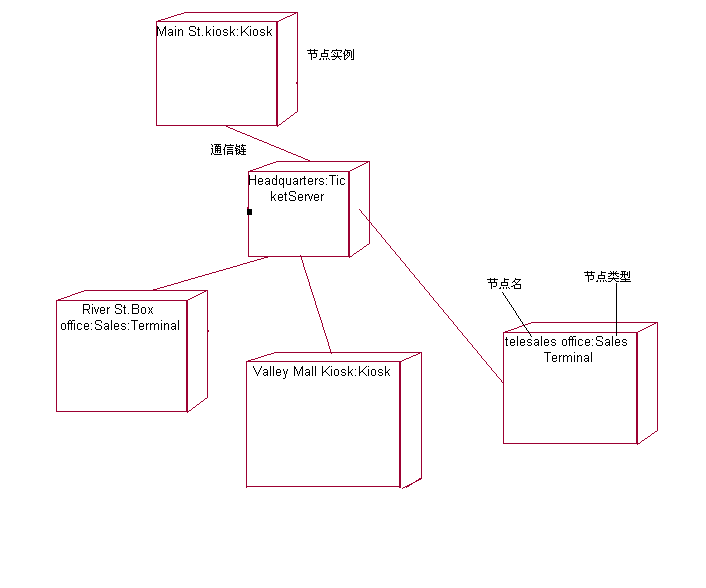 Main St.kiosk:Kiosk
节点实例
通信链
Headquarters:Tic
ketServer
节点名
节点类型
River St.Box
office:Sales:Terminal
telesales office:Sales
Terminal
Valley Mall Kiosk:Kiosk